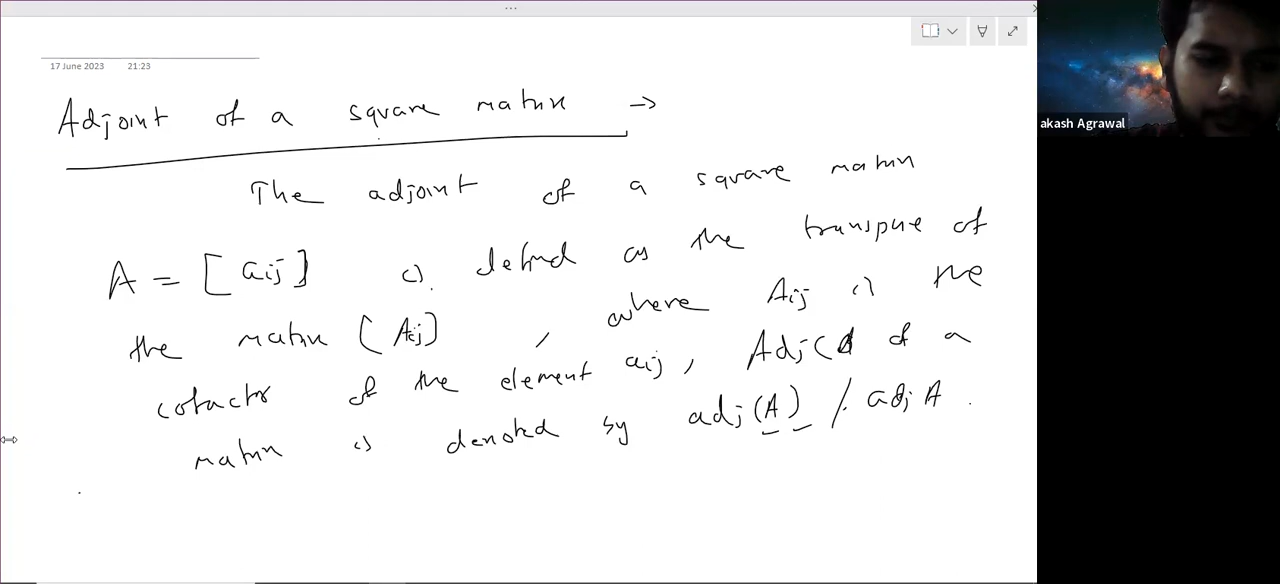 17 June 2023 21:23
akash Agrawal
Adjoint of a square matrix →
The adjoint of a square matrix
A = [aij] is defined as the transpose of
the matrix [Aij], where Aij is the
cofactor of the element aij, Adj( of a
matrix is denoted by adj(A) / adj A.